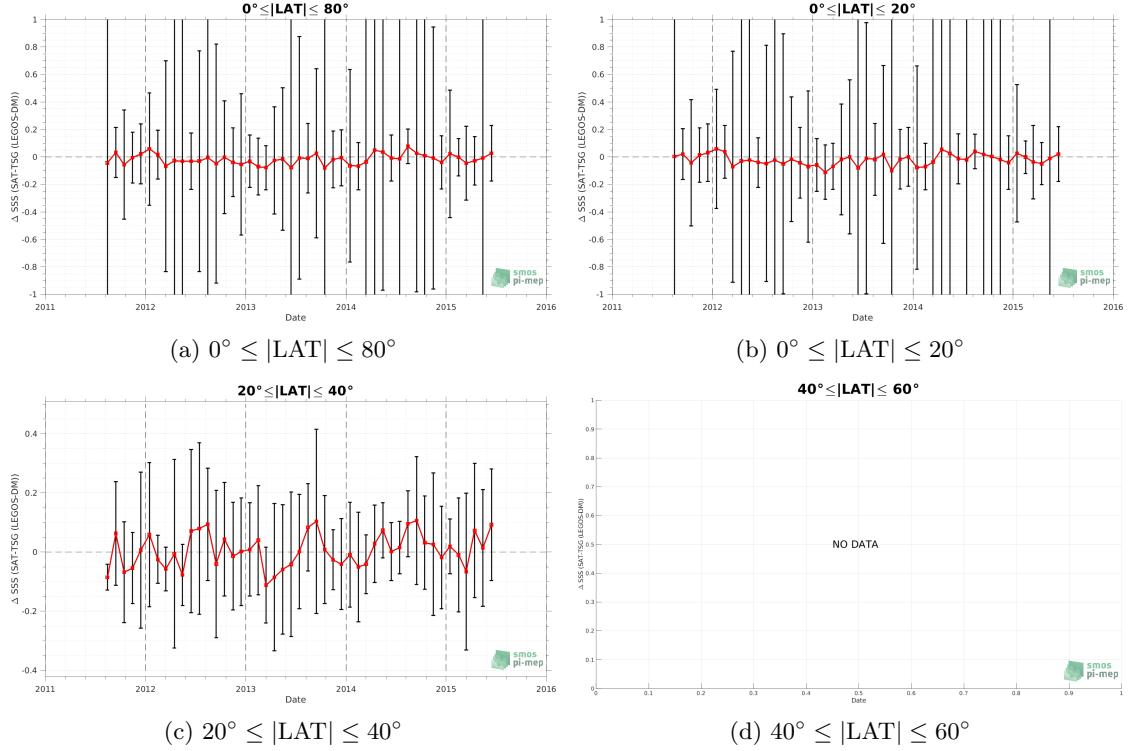 0°≤|LAT|≤ 80°
Δ SSS (SAT-TSG (LEGOS-DM))
1
0.8
0.6
0.4
0.2
0
-0.2
-0.4
-0.6
-0.8
-1
2011 2012 2013 2014 2015 2016
Date
smos
pi-mep
(a) 0° ≤ |LAT| ≤ 80°
0°≤|LAT|≤ 20°
Δ SSS (SAT-TSG (LEGOS-DM))
1
0.8
0.6
0.4
0.2
0
-0.2
-0.4
-0.6
-0.8
-1
2011 2012 2013 2014 2015 2016
Date
smos
pi-mep
(b) 0° ≤ |LAT| ≤ 20°
20°≤|LAT|≤ 40°
Δ SSS (SAT-TSG (LEGOS-DM))
0.4
0.2
0
-0.2
-0.4
2011 2012 2013 2014 2015 2016
Date
smos
pi-mep
(c) 20° ≤ |LAT| ≤ 40°
40°≤|LAT|≤ 60°
Δ SSS (SAT-TSG (LEGOS-DM))
1
0.9
0.8
0.7
0.6
0.5
0.4
0.3
0.2
0.1
0
NO DATA
0 0.1 0.2 0.3 0.4 0.5 0.6 0.7 0.8 0.9 1
Date
smos
pi-mep
(d) 40° ≤ |LAT| ≤ 60°